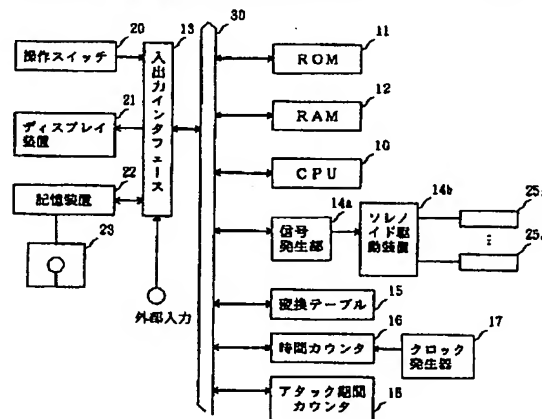 20
操作スイッチ
21
ディスプレイ
装置
22
記憶装置
23
13
入出力インタフェース
外部入力
30
11
ROM
12
RAM
10
CPU
14a
信号
発生部
14b
ソレノ
イド駆
動装置
25
⋮
25
15
変換テーブル
16
時間カウンタ
17
クロック
発生器
18
アタック期間
カウンタ